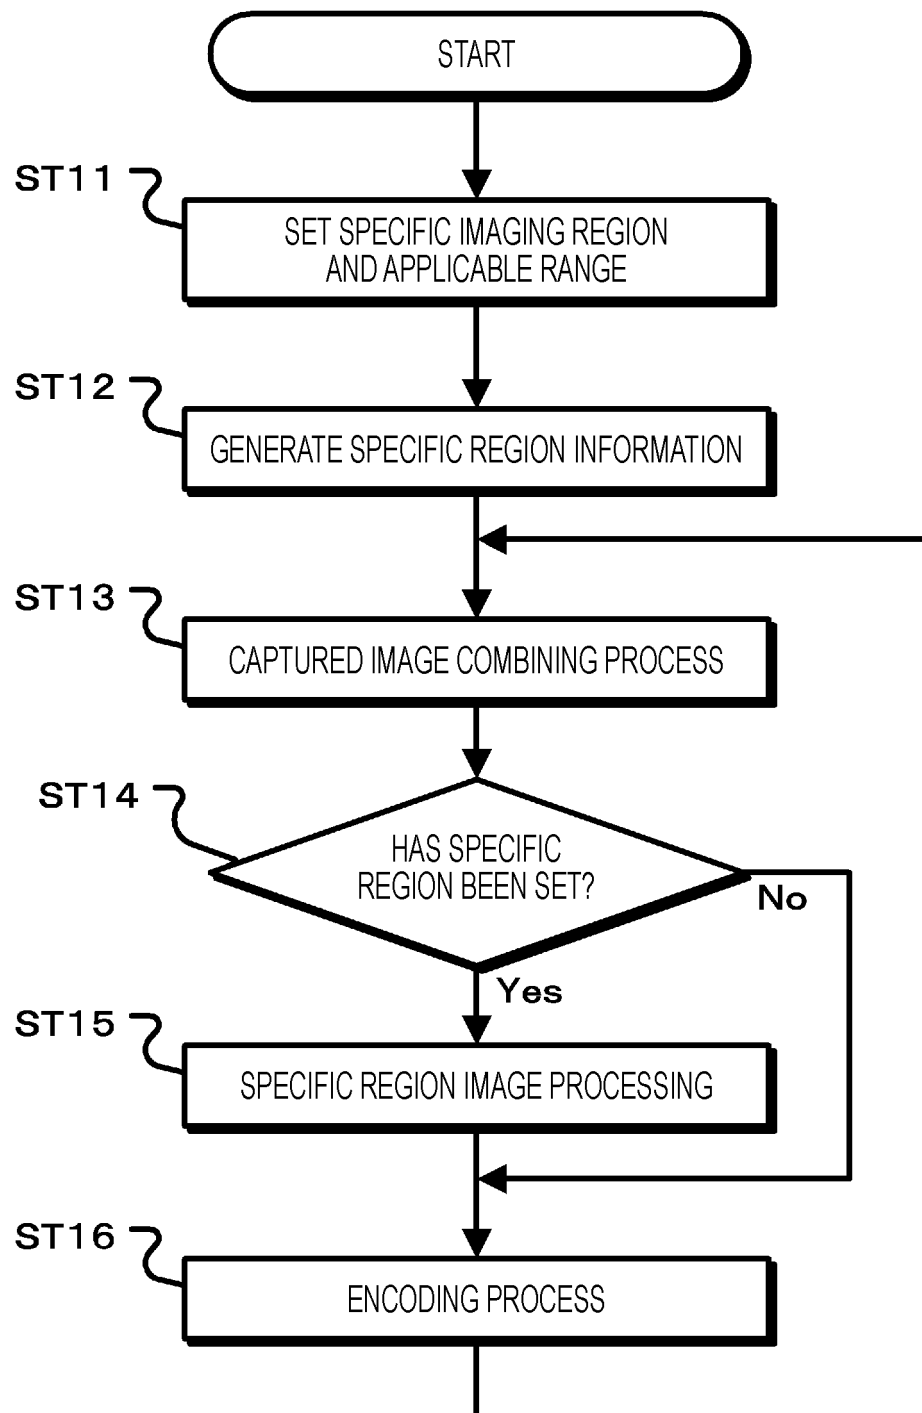 START
ST11
SET SPECIFIC IMAGING REGION
AND APPLICABLE RANGE
ST12
GENERATE SPECIFIC REGION INFORMATION
ST13
CAPTURED IMAGE COMBINING PROCESS
ST14
HAS SPECIFIC
REGION BEEN SET?
No
Yes
ST15
SPECIFIC REGION IMAGE PROCESSING
ST16
ENCODING PROCESS